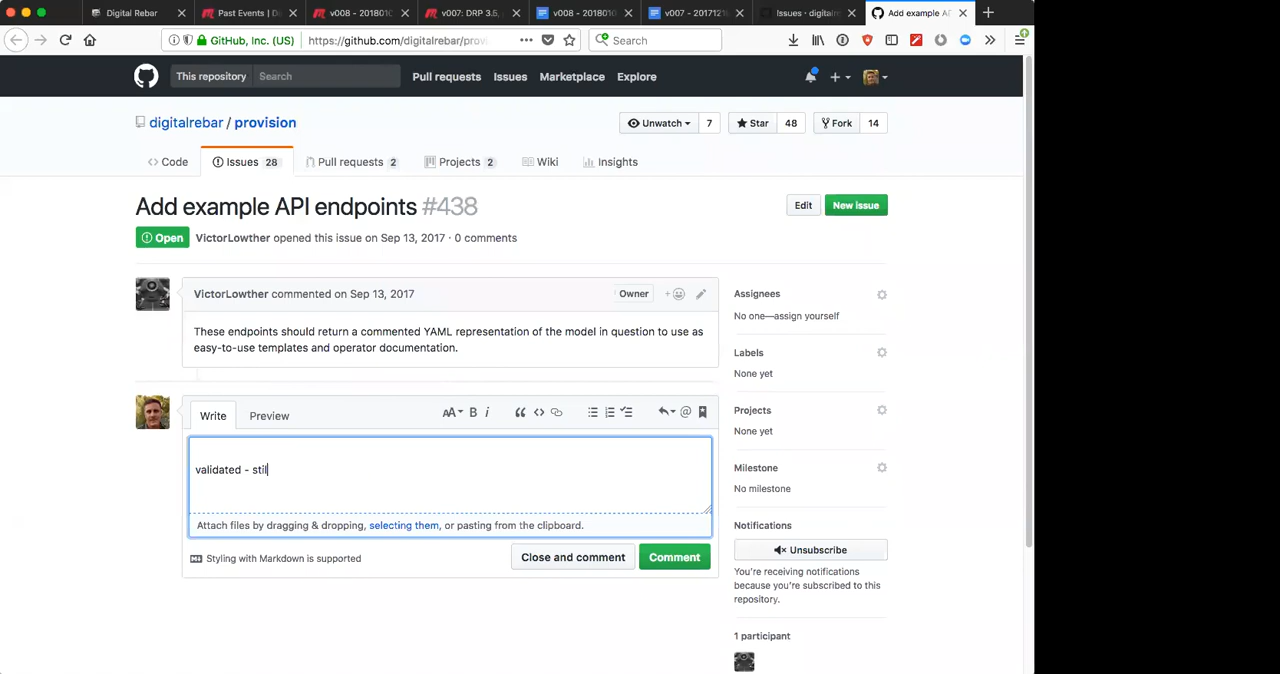 Digital Rebar
Past Events | D
v008 - 201801
v007: DRP 3.5,
v008 - 201801
v007 - 2017121
Issues · digitalr
Add example AF
GitHub, Inc. (US)
https://github.com/digitalrebar/provi
Search
This repository
Search
Pull requests
Issues
Marketplace
Explore
digitalrebar / provision
Unwatch
7
Star
48
Fork
14
Code
Issues 28
Pull requests 2
Projects 2
Wiki
Insights
Add example API endpoints #438
Edit
New issue
Open
VictorLowther opened this issue on Sep 13, 2017 · 0 comments
VictorLowther commented on Sep 13, 2017
Owner
These endpoints should return a commented YAML representation of the model in question to use as
easy-to-use templates and operator documentation.
Write
Preview
validated - stil
Attach files by dragging & dropping, selecting them, or pasting from the clipboard.
Styling with Markdown is supported
Close and comment
Comment
Assignees
No one—assign yourself
Labels
None yet
Projects
None yet
Milestone
No milestone
Notifications
Unsubscribe
You're receiving notifications
because you're subscribed to this
repository.
1 participant